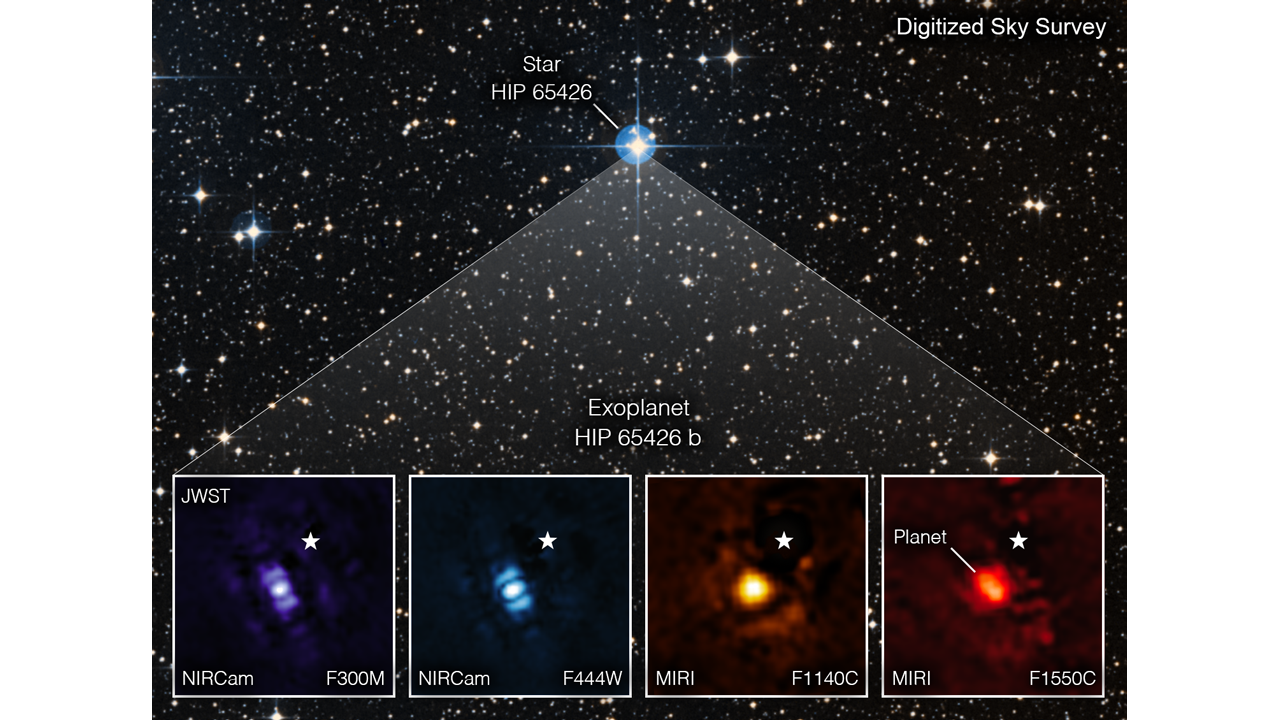 Digitized Sky Survey
Star
HIP 65426
Exoplanet
HIP 65426 b
JWST
NIRCam
F300M
NIRCam
F444W
MIRI
F1140C
Planet
MIRI
F1550C